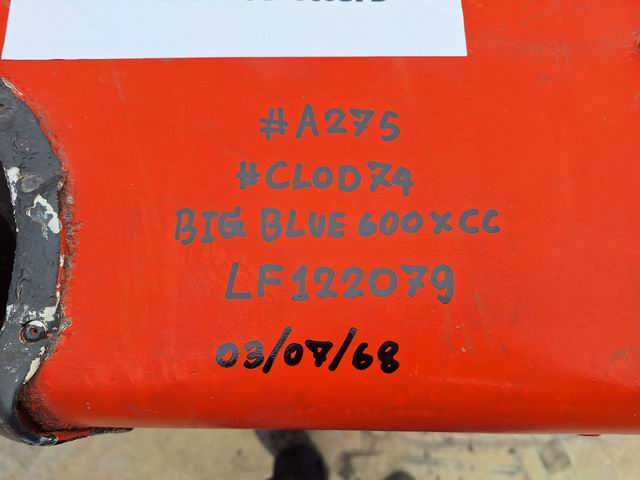 #A275
#CLOD74
BIG BLUE 600XCC
LF122079
03/07/68